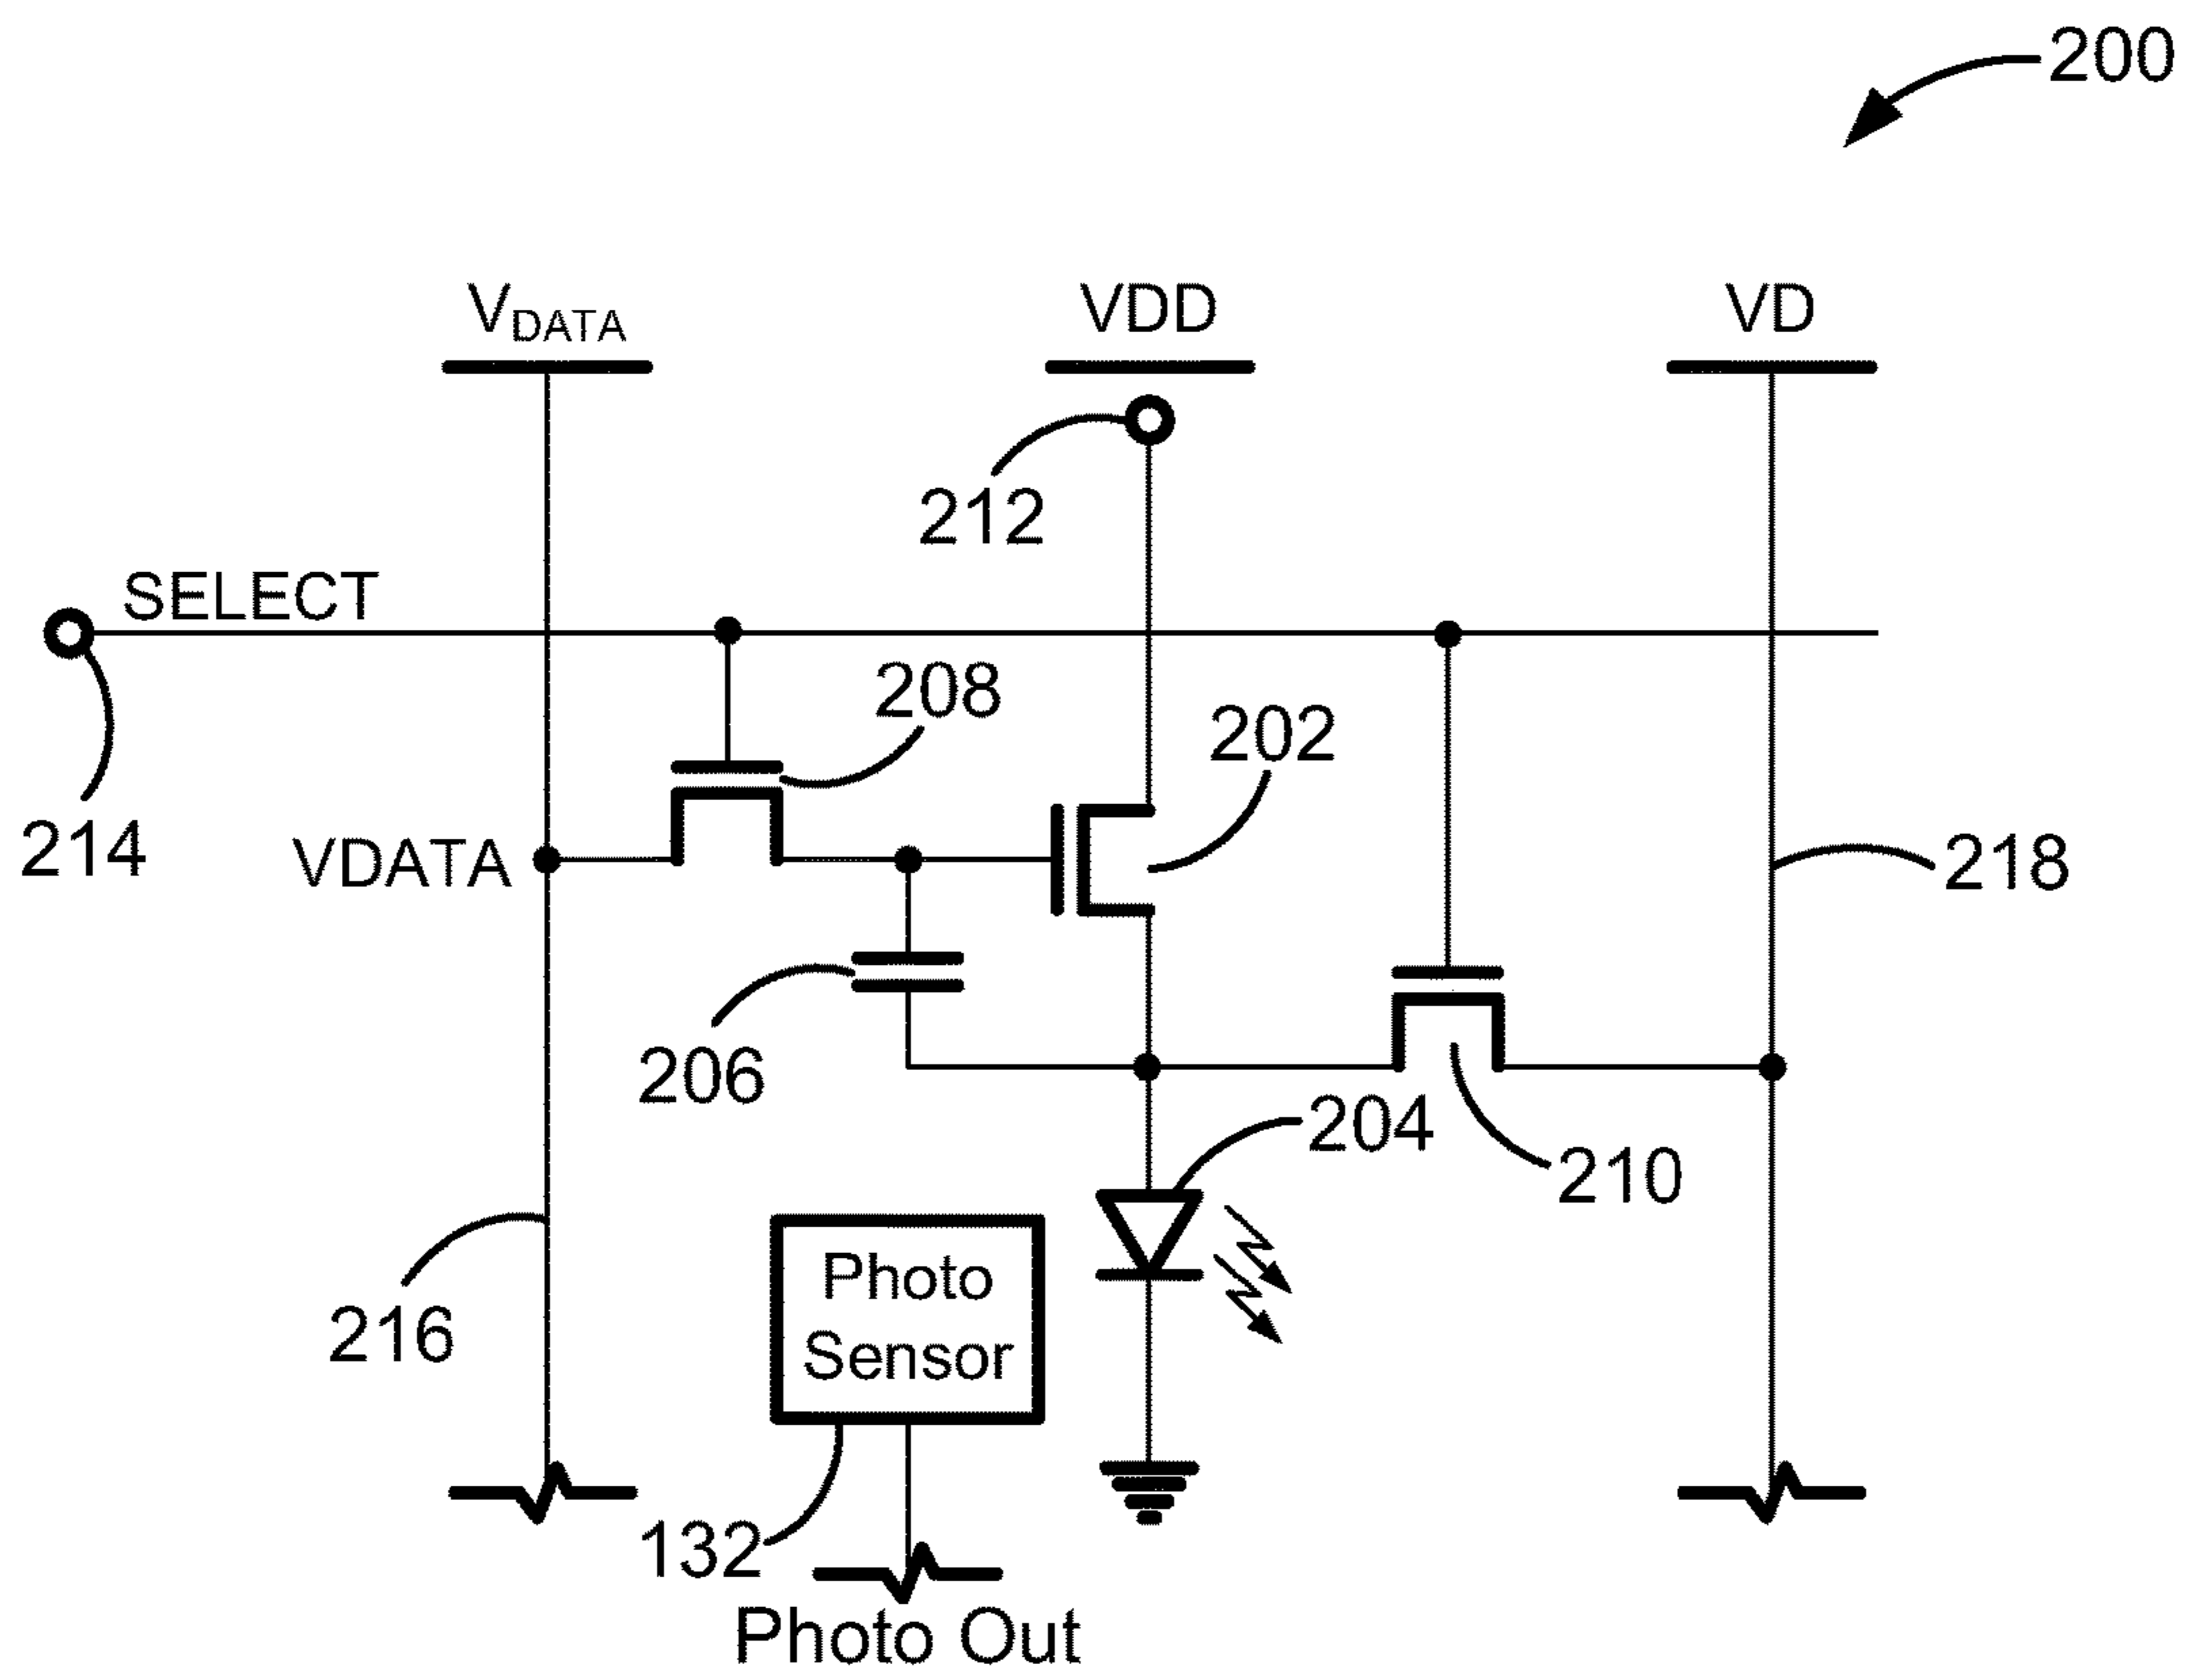 200
VDATA
VDD
VD
212
SELECT
208
202
214
VDATA
218
206
204
210
216
Photo
Sensor
132
Photo Out